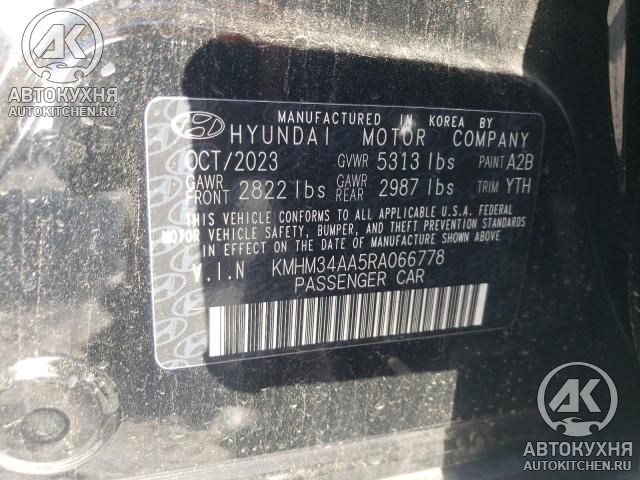 AK
АВТОКУХНЯ
AUTOKITCHEN.RU
MANUFACTURED IN KOREA BY
HYUNDAI MOTOR COMPANY
OCT/2023 GVWR 5313 lbs PAINT A2B
GAWR FRONT 2822 lbs GAWR REAR 2987 lbs TRIM YTH
THIS VEHICLE CONFORMS TO ALL APPLICABLE U.S.A. FEDERAL
MOTOR VEHICLE SAFETY, BUMPER, AND THEFT PREVENTION STANDARDS
IN EFFECT ON THE DATE OF MANUFACTURE SHOWN ABOVE.
V.I.N KMHM34AA5RA066778
PASSENGER CAR
AK
АВТОКУХНЯ
AUTOKITCHEN.RU